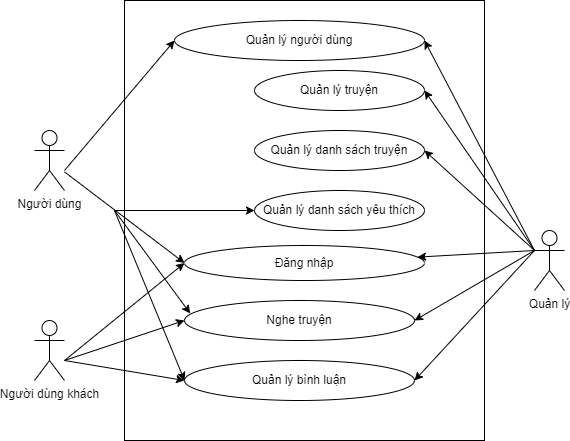 Quản lý người dùng
Quản lý truyện
Quản lý danh sách truyện
Người dùng
Quản lý danh sách yêu thích
Đăng nhập
Quản lý
Nghe truyện
Quản lý bình luận
Người dùng khách